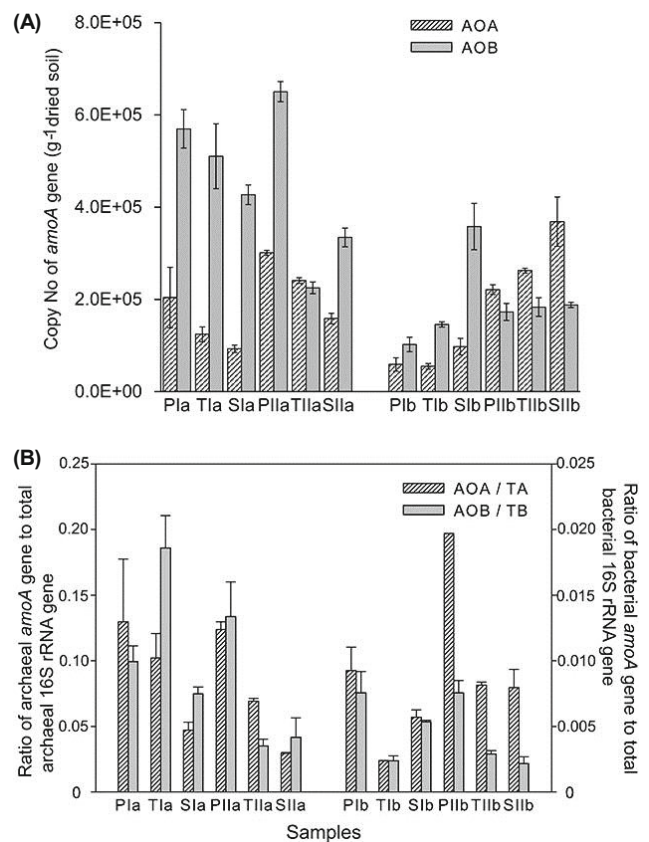 (A)
AOA
AOB
8.0E+05
6.0E+05
4.0E+05
2.0E+05
0.0E+00
Copy No of amoA gene (g-1dried soil)
PIa TIa SIa PIIa TIIa SIIa PIb TIb SIb PIIb TIIb SIIb
(B)
AOA / TA
AOB / TB
0.25
0.20
0.15
0.10
0.05
0
Ratio of archaeal amoA gene to total
archaeal 16S rRNA gene
0.025
0.020
0.015
0.010
0.005
0
Ratio of bacterial amoA gene to total
bacterial 16S rRNA gene
PIa TIa SIa PIIa TIIa SIIa PIb TIb SIb PIIb TIIb SIIb
Samples